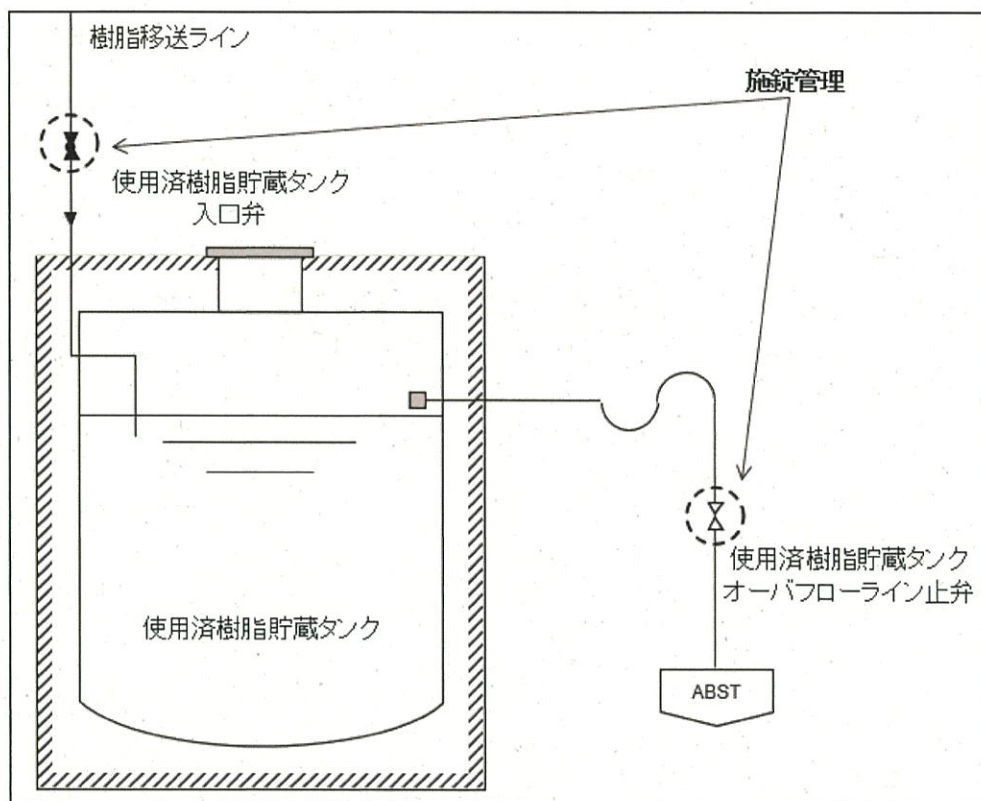 樹脂移送ライン
施錠管理
使用済樹脂貯蔵タンク
入口弁
使用済樹脂貯蔵タンク
オーバフローライン止弁
使用済樹脂貯蔵タンク
ABST